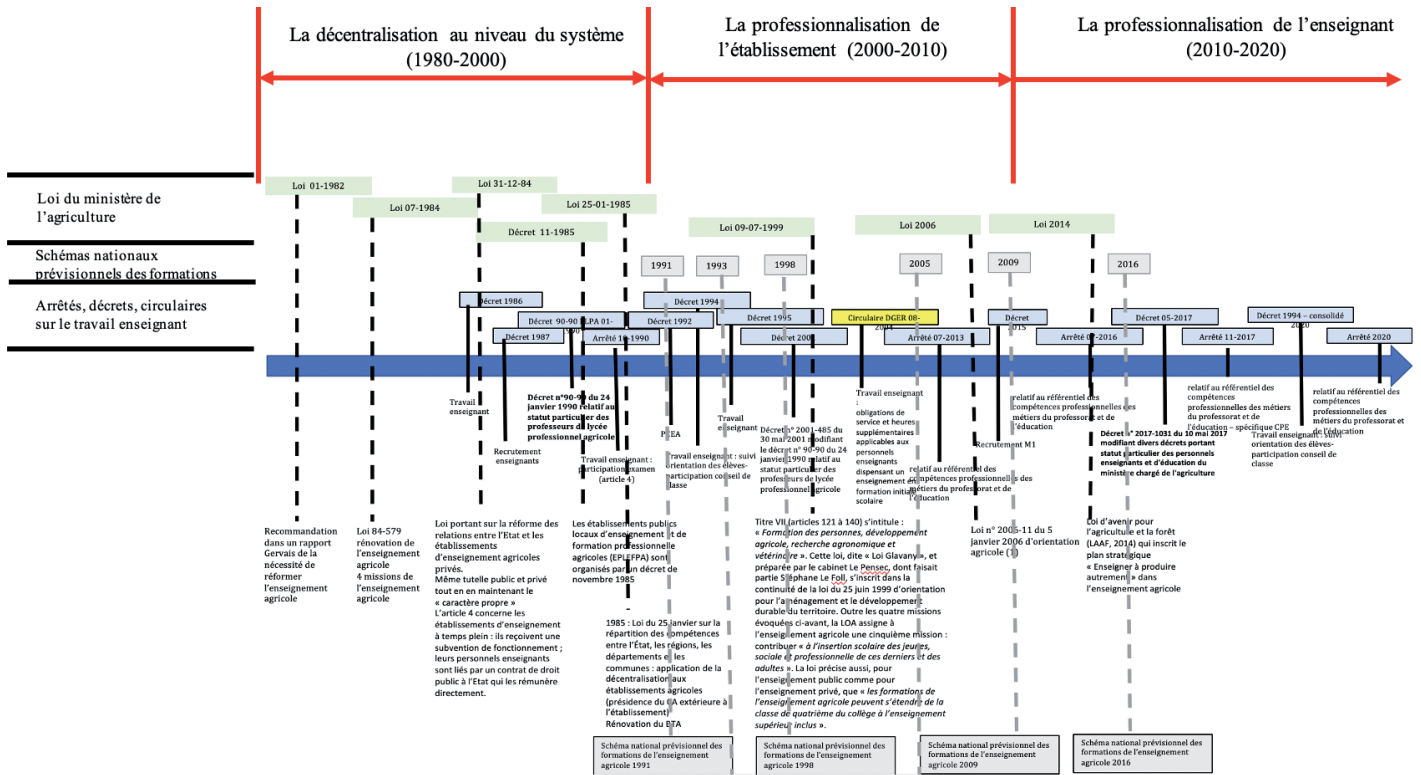 La décentralisation au niveau du système
(1980-2000)
La professionnalisation de
l'établissement (2000-2010)
La professionnalisation de l'enseignant
(2010-2020)
Loi du ministère de
l'agriculture
Loi 01-1982
Loi 07-1984
Loi 31-12-84
Décret 11-1985
Loi 25-01-1985
Loi 09-07-1999
Loi 2006
Loi 2014
Schémas nationaux
prévisionnels des formations
1991
1993
1998
2005
2009
2016
Arrêtés, décrets, circulaires
sur le travail enseignant
Décret 1986
Décret 1987
Décret 90-90 PLPA 01-
1990
Arrêté 10-1990
Décret 1992
Décret 1994
Décret 1995
Décret 200
Circulaire DGER 08-
2004
Arrêté 07-2013
Décret
2015
Arrêté 07-2016
Décret 05-2017
Arrêté 11-2017
Décret 1994 – consolidé
2020
Arrêté 2020
Travail
enseignant
Recrutement
enseignants
Décret n°90-90 du 24
janvier 1990 relatif au
statut particulier des
professeurs de lycée
professionnel agricole
Travail enseignant :
participation examen
(article 4)
Travail enseignant : suivi
orientation des élèves-
participation conseil de
classe
Travail
enseignant
Décret n° 2001-485 du
30 mai 2001 modifiant
le décret n° 90-90 du 24
janvier 1990 relatif au
statut particulier des
professeurs de lycée
professionnel agricole
Travail enseignant
:
obligations de
service et heures
supplémentaires
applicables aux
personnels
enseignants
dispensant un
enseignement en
formation initiale
scolaire
relatif au référentiel des
compétences professionnelles des
métiers du professorat et de
l'éducation
Recrutement M1
relatif au référentiel des
compétences professionnelles des
métiers du professorat et de
l'éducation
Décret n° 2017-1031 du 10 mai 2017
modifiant divers décrets portant
statut particulier des personnels
enseignants et d'éducation du
ministère chargé de l'agriculture
relatif au référentiel des
compétences
professionnelles des métiers
du professorat et de
l'éducation – spécifique CPE
Travail enseignant : suivi
orientation des élèves-
participation conseil de
classe
relatif au référentiel des
compétences
professionnelles des
métiers du professorat et
de l'éducation
Recommandation
dans un rapport
Gervais de la
nécessité de
réformer
l'enseignement
agricole
Loi 84-579
rénovation de
l'enseignement
agricole
4 missions de
l'enseignement
agricole
Loi portant sur la réforme des
relations entre l'Etat et les
établissements
d'enseignement agricoles
privés.
Même tutelle public et privé
tout en en maintenant le
« caractère propre »
L'article 4 concerne les
établissements d'enseignement
à temps plein : ils reçoivent une
subvention de fonctionnement ;
leurs personnels enseignants
sont liés par un contrat de droit
public à l'Etat qui les rémunère
directement.
Les établissements publics
locaux d'enseignement et de
formation professionnelle
agricoles (EPLEFPA) sont
organisés par un décret de
novembre 1985
1985 : Loi du 25 janvier sur la
répartition des compétences
entre l'État, les régions, les
départements et les
communes : application de la
décentralisation aux
établissements agricoles
(présidence du CA extérieure à
l'établissement)
Rénovation du BTA
Titre VII (articles 121 à 140) s'intitule :
« Formation des personnes, développement
agricole, recherche agronomique et
vétérinaire ». Cette loi, dite « Loi Glavany », et
préparée par le cabinet Le Pensec, dont faisait
partie Stéphane Le Foll, s'inscrit dans la
continuité de la loi du 25 juin 1999 d'orientation
pour l'aménagement et le développement
durable du territoire. Outre les quatre missions
évoquées ci-avant, la LOA assigne à
l'enseignement agricole une cinquième mission :
contribuer « à l'insertion scolaire des jeunes,
sociale et professionnelle de ces derniers et des
adultes ». La loi précise aussi, pour
l'enseignement public comme pour
l'enseignement privé, que « les formations de
l'enseignement agricole peuvent s'étendre de la
classe de quatrième du collège à l'enseignement
supérieur inclus ».
Loi n° 2006-11 du 5
janvier 2006 d'orientation
agricole (1)
Loi d'avenir pour
l'agriculture et la forêt
(LAAF, 2014) qui inscrit le
plan stratégique
« Enseigner à produire
autrement » dans
l'enseignement agricole
Schéma national prévisionnel des
formations de l'enseignement
agricole 1991
Schéma national prévisionnel des
formations de l'enseignement
agricole 1998
Schéma national prévisionnel des
formations de l'enseignement
agricole 2009
Schéma national prévisionnel des
formations de l'enseignement
agricole 2016